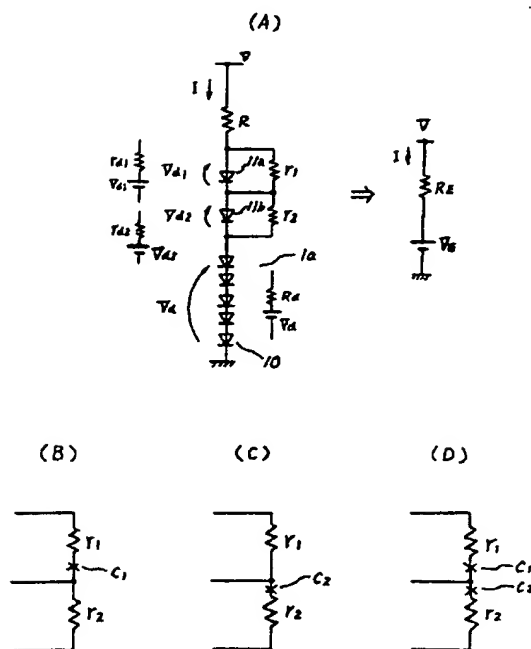 (A)
V
I
R
Vd1
11a
r1
rd1
Vd1
Vd2
11b
r2
rd2
Vd2
1a
Vd
Rd
Vd
10
⇒
V
I
RE
VE
(B)
r1
C1
r2
(C)
r1
C2
r2
(D)
r1
C1
C2
r2